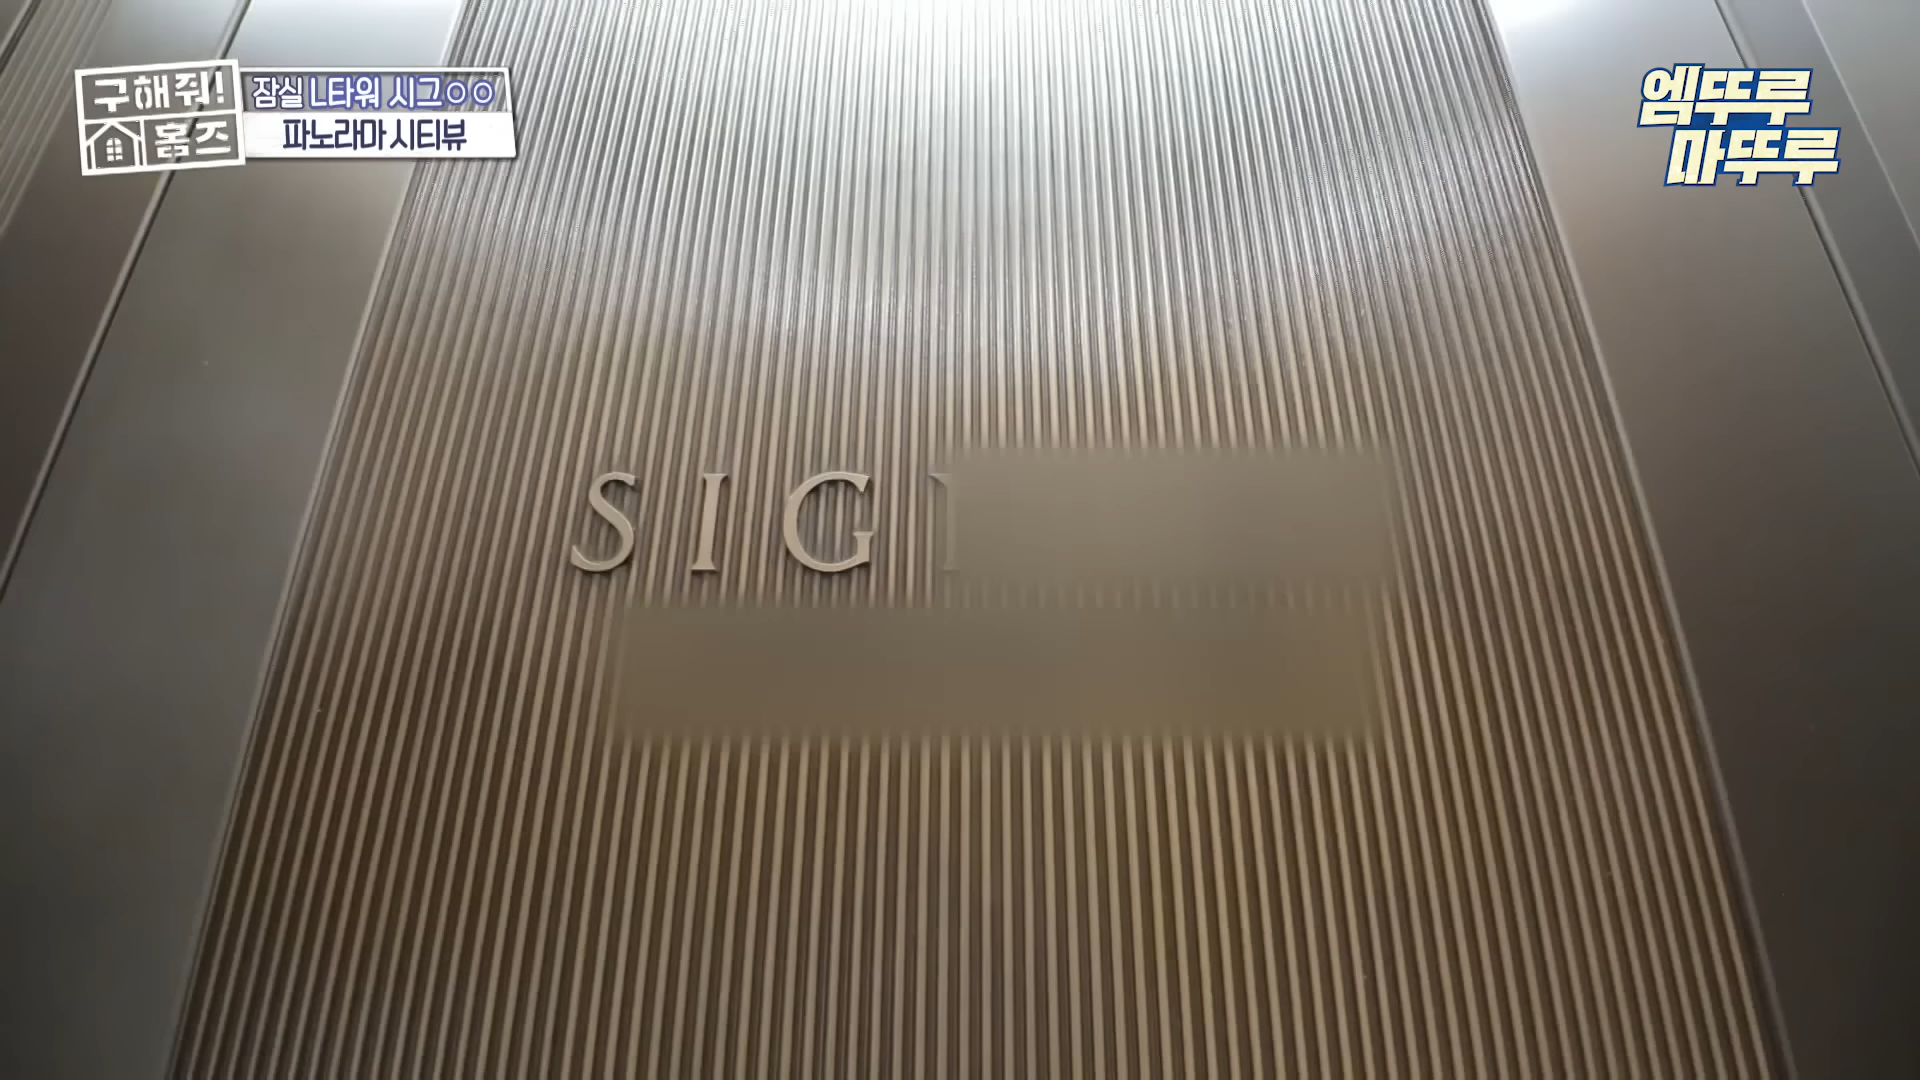 구해줘!
홈즈
잠실 L타워 시그○○
파노라마 시티뷰
엠뚜루
마뚜루
SIG